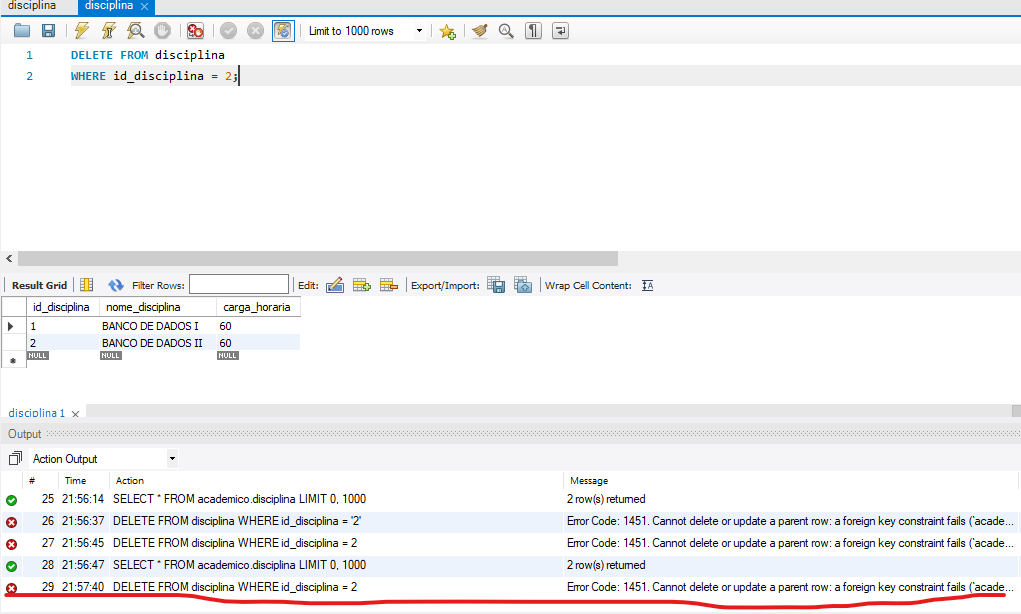 disciplina
disciplina
Limit to 1000 rows
1 DELETE FROM disciplina
2 WHERE id_disciplina = 2;
Result Grid Filter Rows: Edit: Export/Import: Wrap Cell Content: IA
id_disciplina nome_disciplina carga_horaria
1 BANCO DE DADOS I 60
2 BANCO DE DADOS II 60
NULL NULL NULL
disciplina 1
Output
Action Output
# Time Action Message
25 21:56:14 SELECT * FROM academico.disciplina LIMIT 0, 1000 2 row(s) returned
26 21:56:37 DELETE FROM disciplina WHERE id_disciplina = '2' Error Code: 1451. Cannot delete or update a parent row: a foreign key constraint fails (`acade...
27 21:56:45 DELETE FROM disciplina WHERE id_disciplina = 2 Error Code: 1451. Cannot delete or update a parent row: a foreign key constraint fails (`acade...
28 21:56:47 SELECT * FROM academico.disciplina LIMIT 0, 1000 2 row(s) returned
29 21:57:40 DELETE FROM disciplina WHERE id_disciplina = 2 Error Code: 1451. Cannot delete or update a parent row: a foreign key constraint fails (`acade...